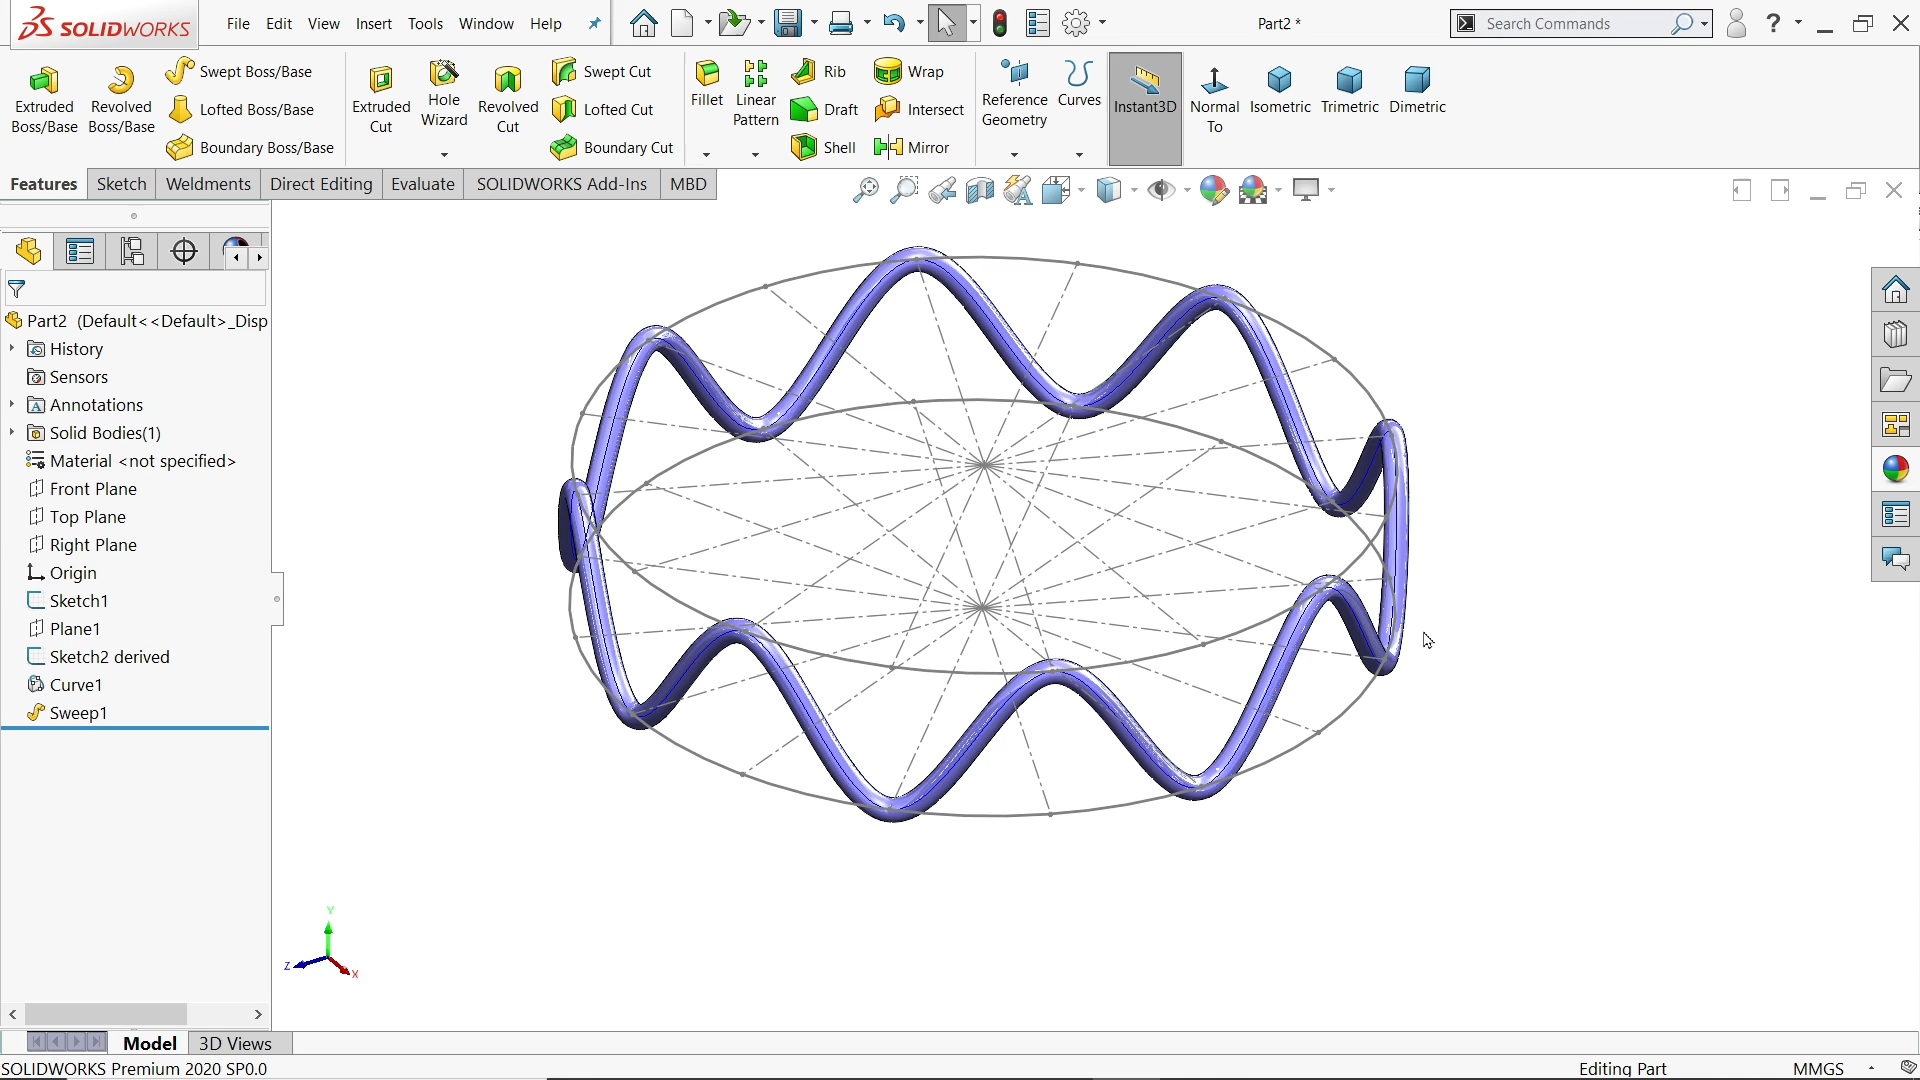 SOLIDWORKS File Edit View Insert Tools Window Help Part2 * Search Commands ?
Extruded Boss/Base
Revolved Boss/Base
Swept Boss/Base
Lofted Boss/Base
Boundary Boss/Base
Extruded Cut
Hole Wizard
Revolved Cut
Swept Cut
Lofted Cut
Boundary Cut
Fillet
Linear Pattern
Rib
Draft
Shell
Wrap
Intersect
Mirror
Reference Geometry
Curves
Instant3D
Normal To
Isometric
Trimetric
Dimetric
Features Sketch Weldments Direct Editing Evaluate SOLIDWORKS Add-Ins MBD
Part2 (Default<<Default>_Disp
History
Sensors
Annotations
Solid Bodies(1)
Material <not specified>
Front Plane
Top Plane
Right Plane
Origin
Sketch1
Plane1
Sketch2 derived
Curve1
Sweep1
Y
Z
X
Model 3D Views
SOLIDWORKS Premium 2020 SP0.0 Editing Part MMGS